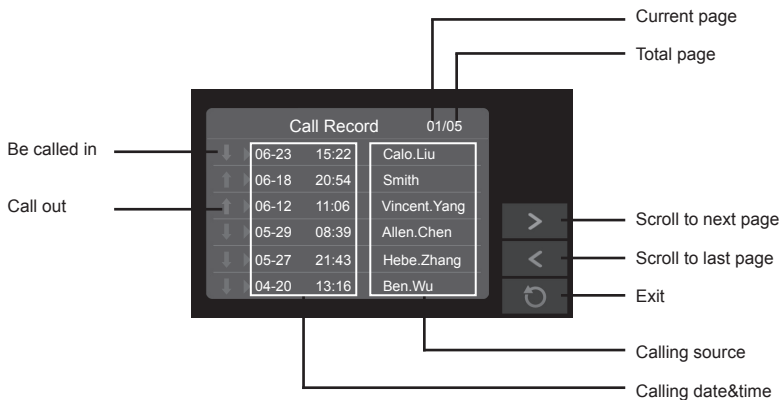 Current page
Total page
Call Record 01/05
Be called in
06-23 15:22 Calo.Liu
06-18 20:54 Smith
Call out
06-12 11:06 Vincent.Yang
05-29 08:39 Allen.Chen
05-27 21:43 Hebe.Zhang
04-20 13:16 Ben.Wu
>
Scroll to next page
<
Scroll to last page
Exit
Calling source
Calling date&time